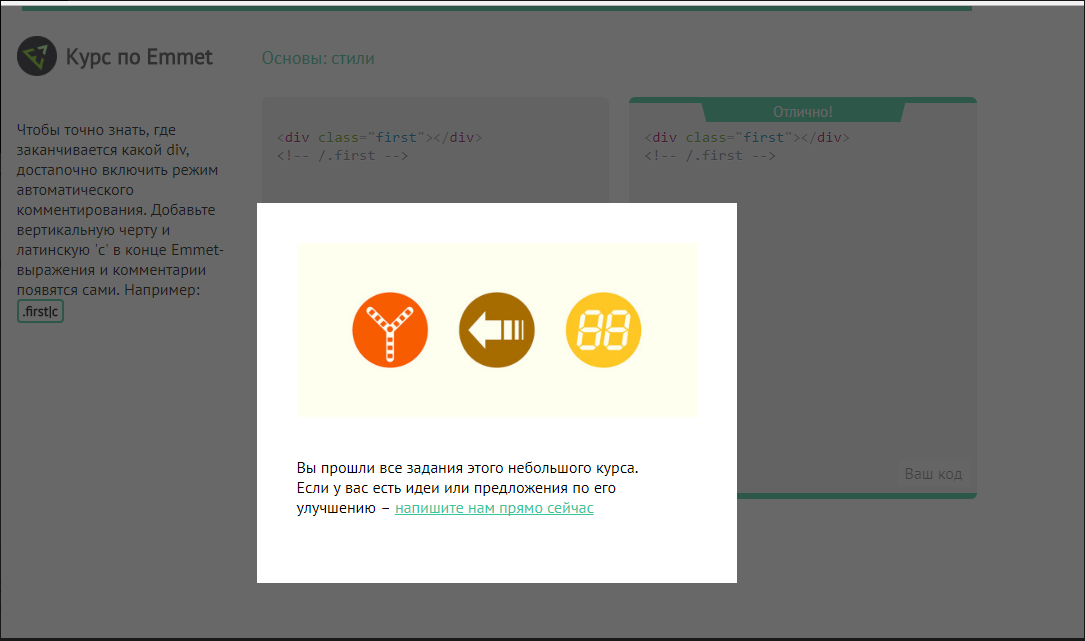 Курс по Emmet
Основы: стили
Чтобы точно знать, где
заканчивается какой div,
достапочно включить режим
автоматического
комментирования. Добавьте
вертикальную черту и
латинскую `c` в конце Emmet-
выражения и комментарии
появятся сами. Например:
.first|c
<div class="first"></div>
<!-- /.first -->
Отлично!
<div class="first"></div>
<!-- /.first -->
Ваш код
88
Вы прошли все задания этого небольшого курса.
Если у вас есть идеи или предложения по его
улучшению – напишите нам прямо сейчас